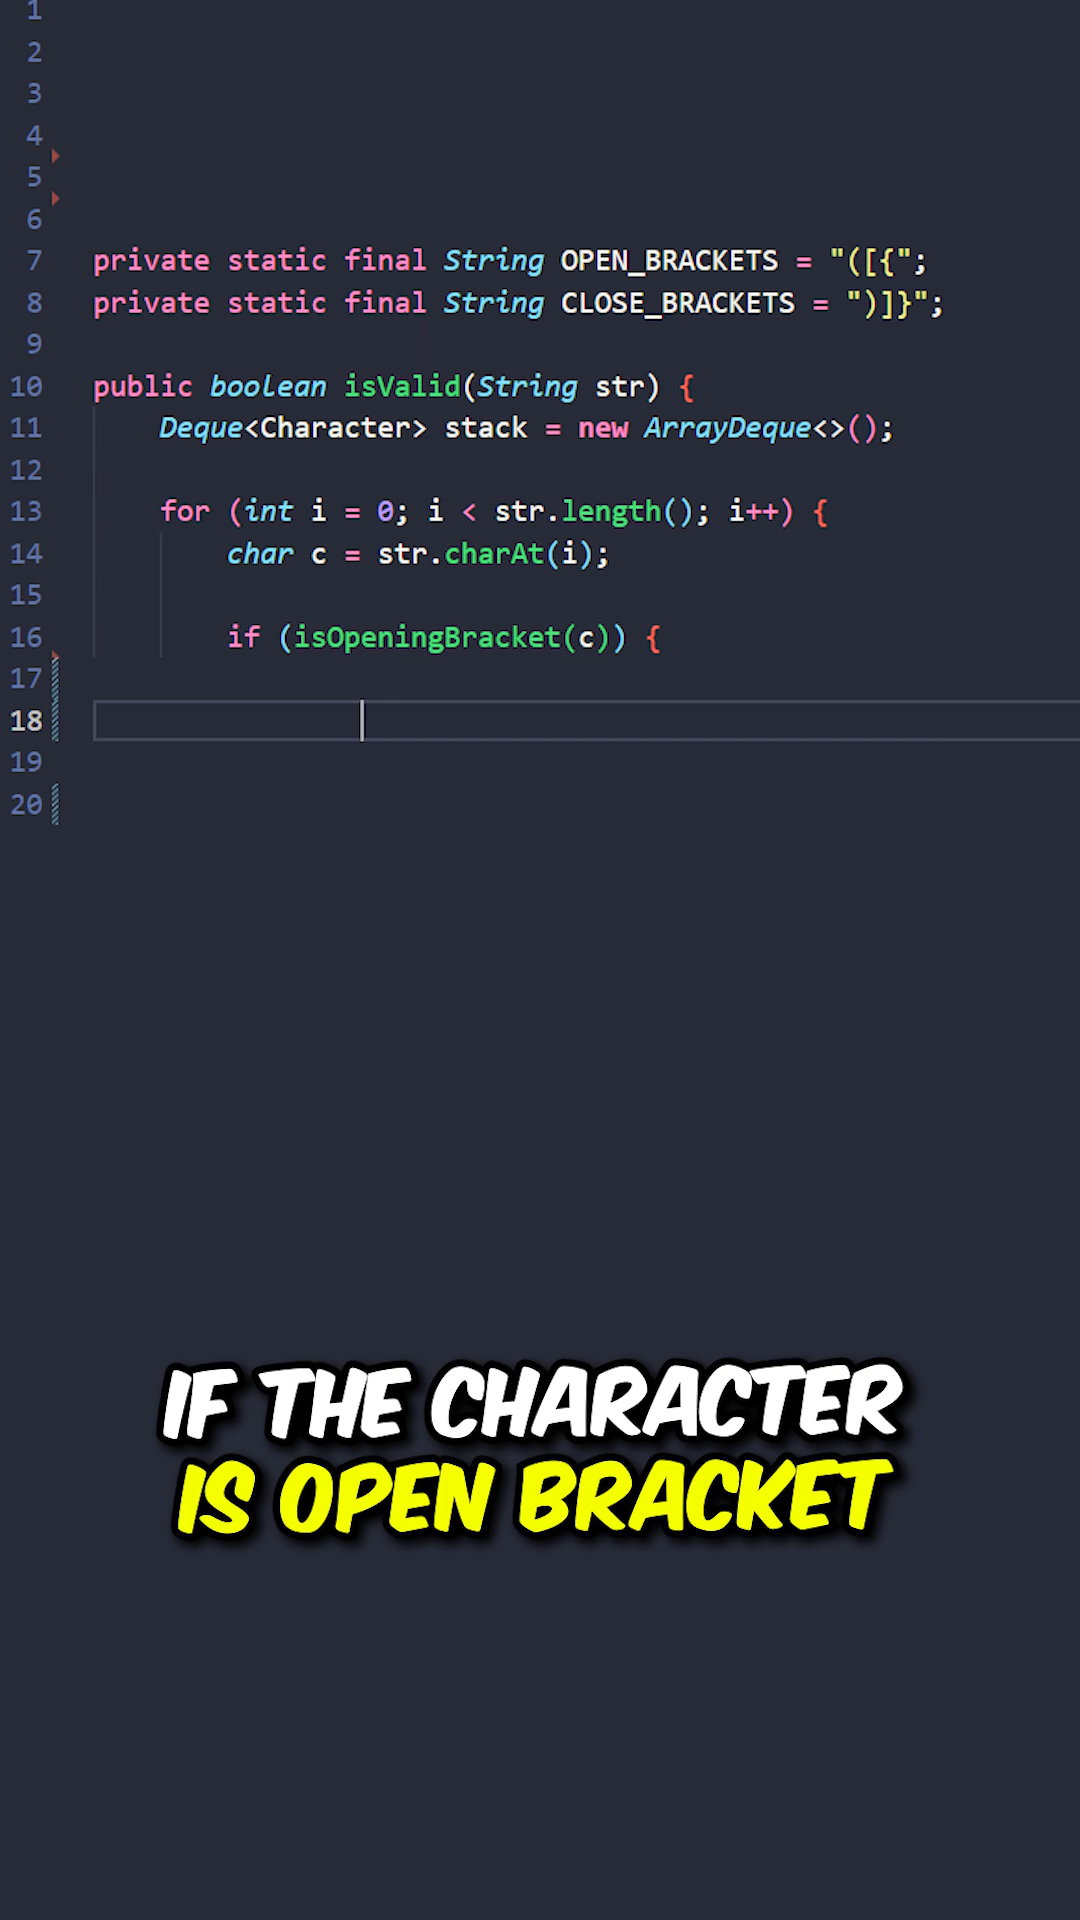 1
2
3
4
5
6
7 private static final String OPEN_BRACKETS = "([{";
8 private static final String CLOSE_BRACKETS = ")]}";
9
10 public boolean isValid(String str) {
11 Deque<Character> stack = new ArrayDeque<>();
12
13 for (int i = 0; i < str.length(); i++) {
14 char c = str.charAt(i);
15
16 if (isOpeningBracket(c)) {
17
18
19
20
IF THE CHARACTER
IS OPEN BRACKET